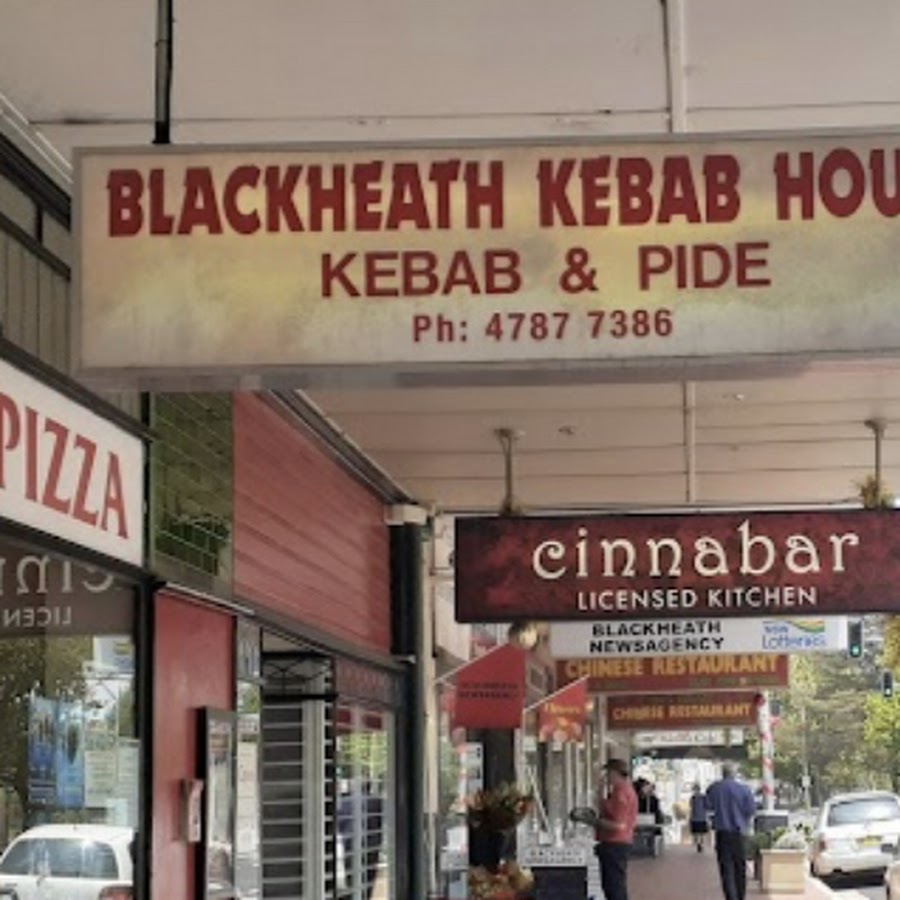 BLACKHEATH KEBAB HOU
KEBAB & PIDE
Ph: 4787 7386
PIZZA
cinnabar
LICENSED KITCHEN
BLACKHEATH
NEWSAGENCY
NSW
Lotteries
CHINESE RESTAURANT
CHINESE RESTAURANT